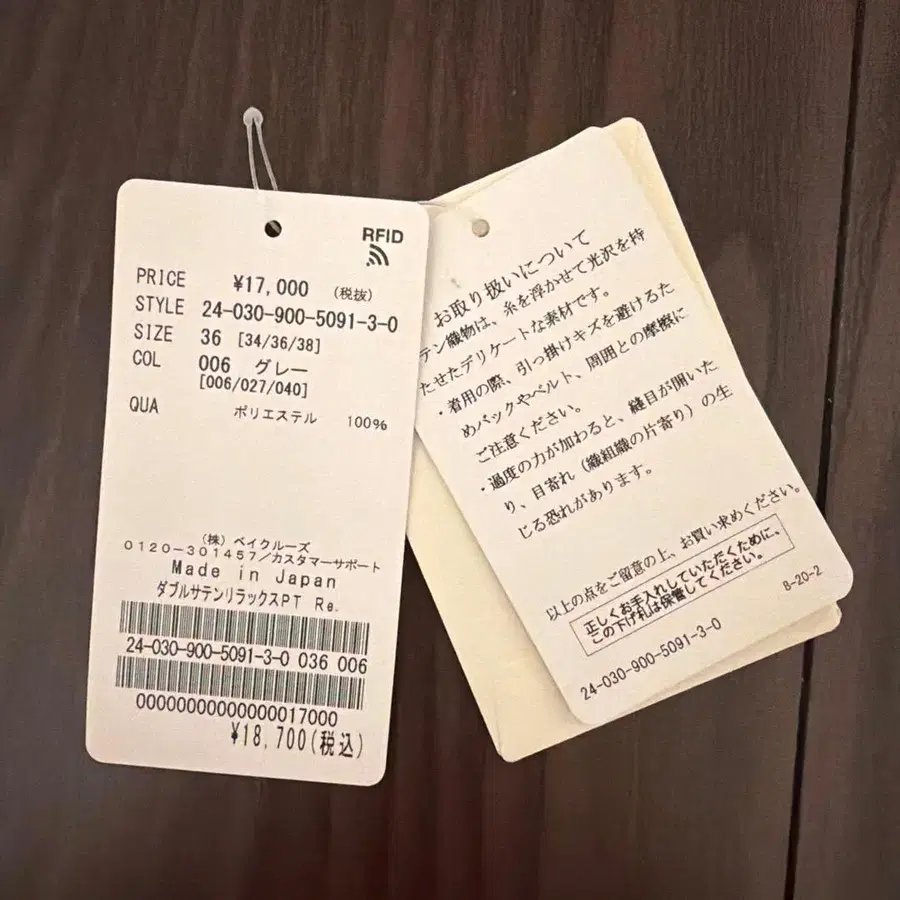 RFID
PRICE ¥17,000 (税抜)
STYLE 24-030-900-5091-3-0
SIZE 36 [34/36/38]
COL 006 グレー
[006/027/040]
QUA ポリエステル 100%
(株) ベイクルーズ
0120-301457/カスタマーサポート
Made in Japan
ダブルサテンリラックスPT Re.
24-030-900-5091-3-0 036 006
00000000000000017000
¥18,700(税込)
お取り扱いについて
テン織物は、糸を浮かせて光沢を持
たせたデリケートな素材です。
・着用の際、引っ掛けキズを避けるた
めバックやベルト、周囲との摩擦に
ご注意ください。
・過度の力が加わると、縫目が開いた
り、目寄れ(織組織の片寄り)の生
じる恐れがあります。
以上の点をご留意の上、お買い求めください。
正しくお手入れしていただくために、
この下げ札は保管してください。
B-20-2
24-030-900-5091-3-0